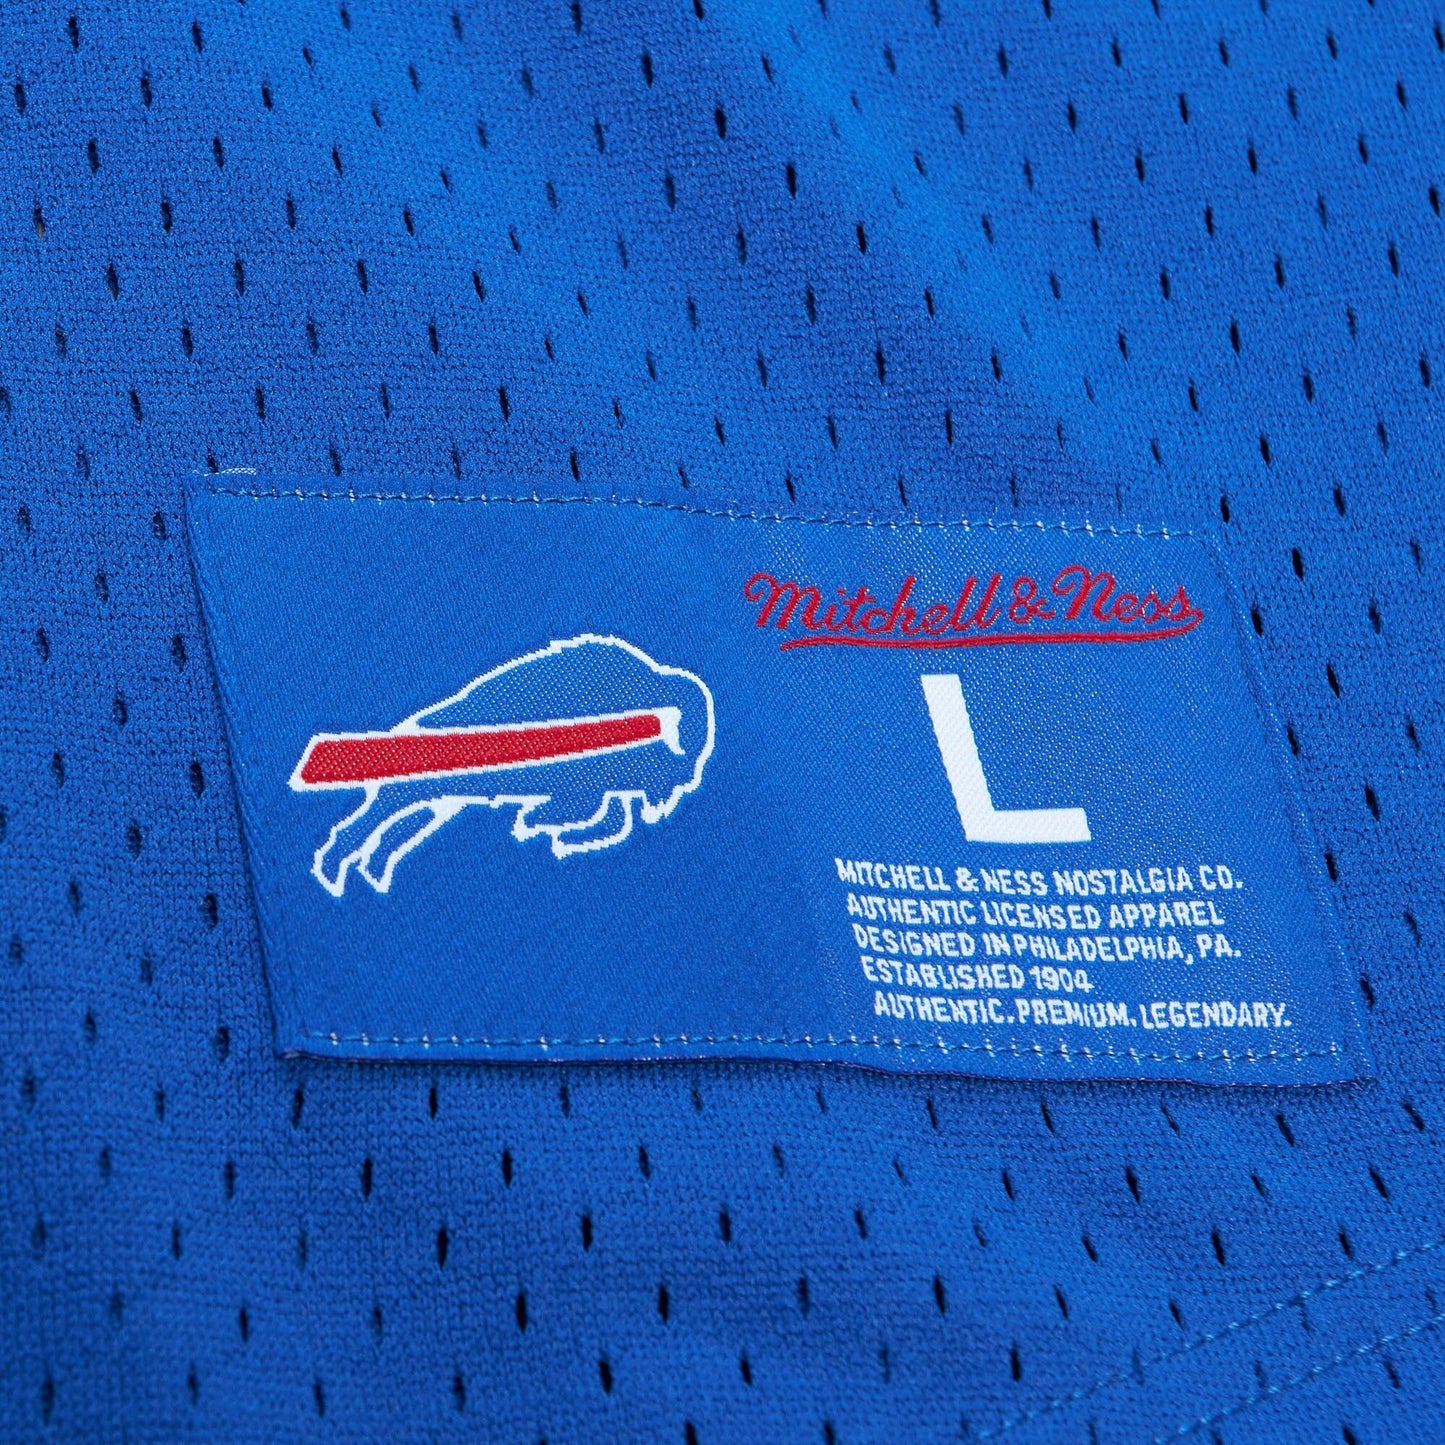 Mitchell & Ness
L
MITCHELL & NESS NOSTALGIA CO.
AUTHENTIC LICENSED APPAREL
DESIGNED IN PHILADELPHIA, PA.
ESTABLISHED 1904
AUTHENTIC. PREMIUM. LEGENDARY.